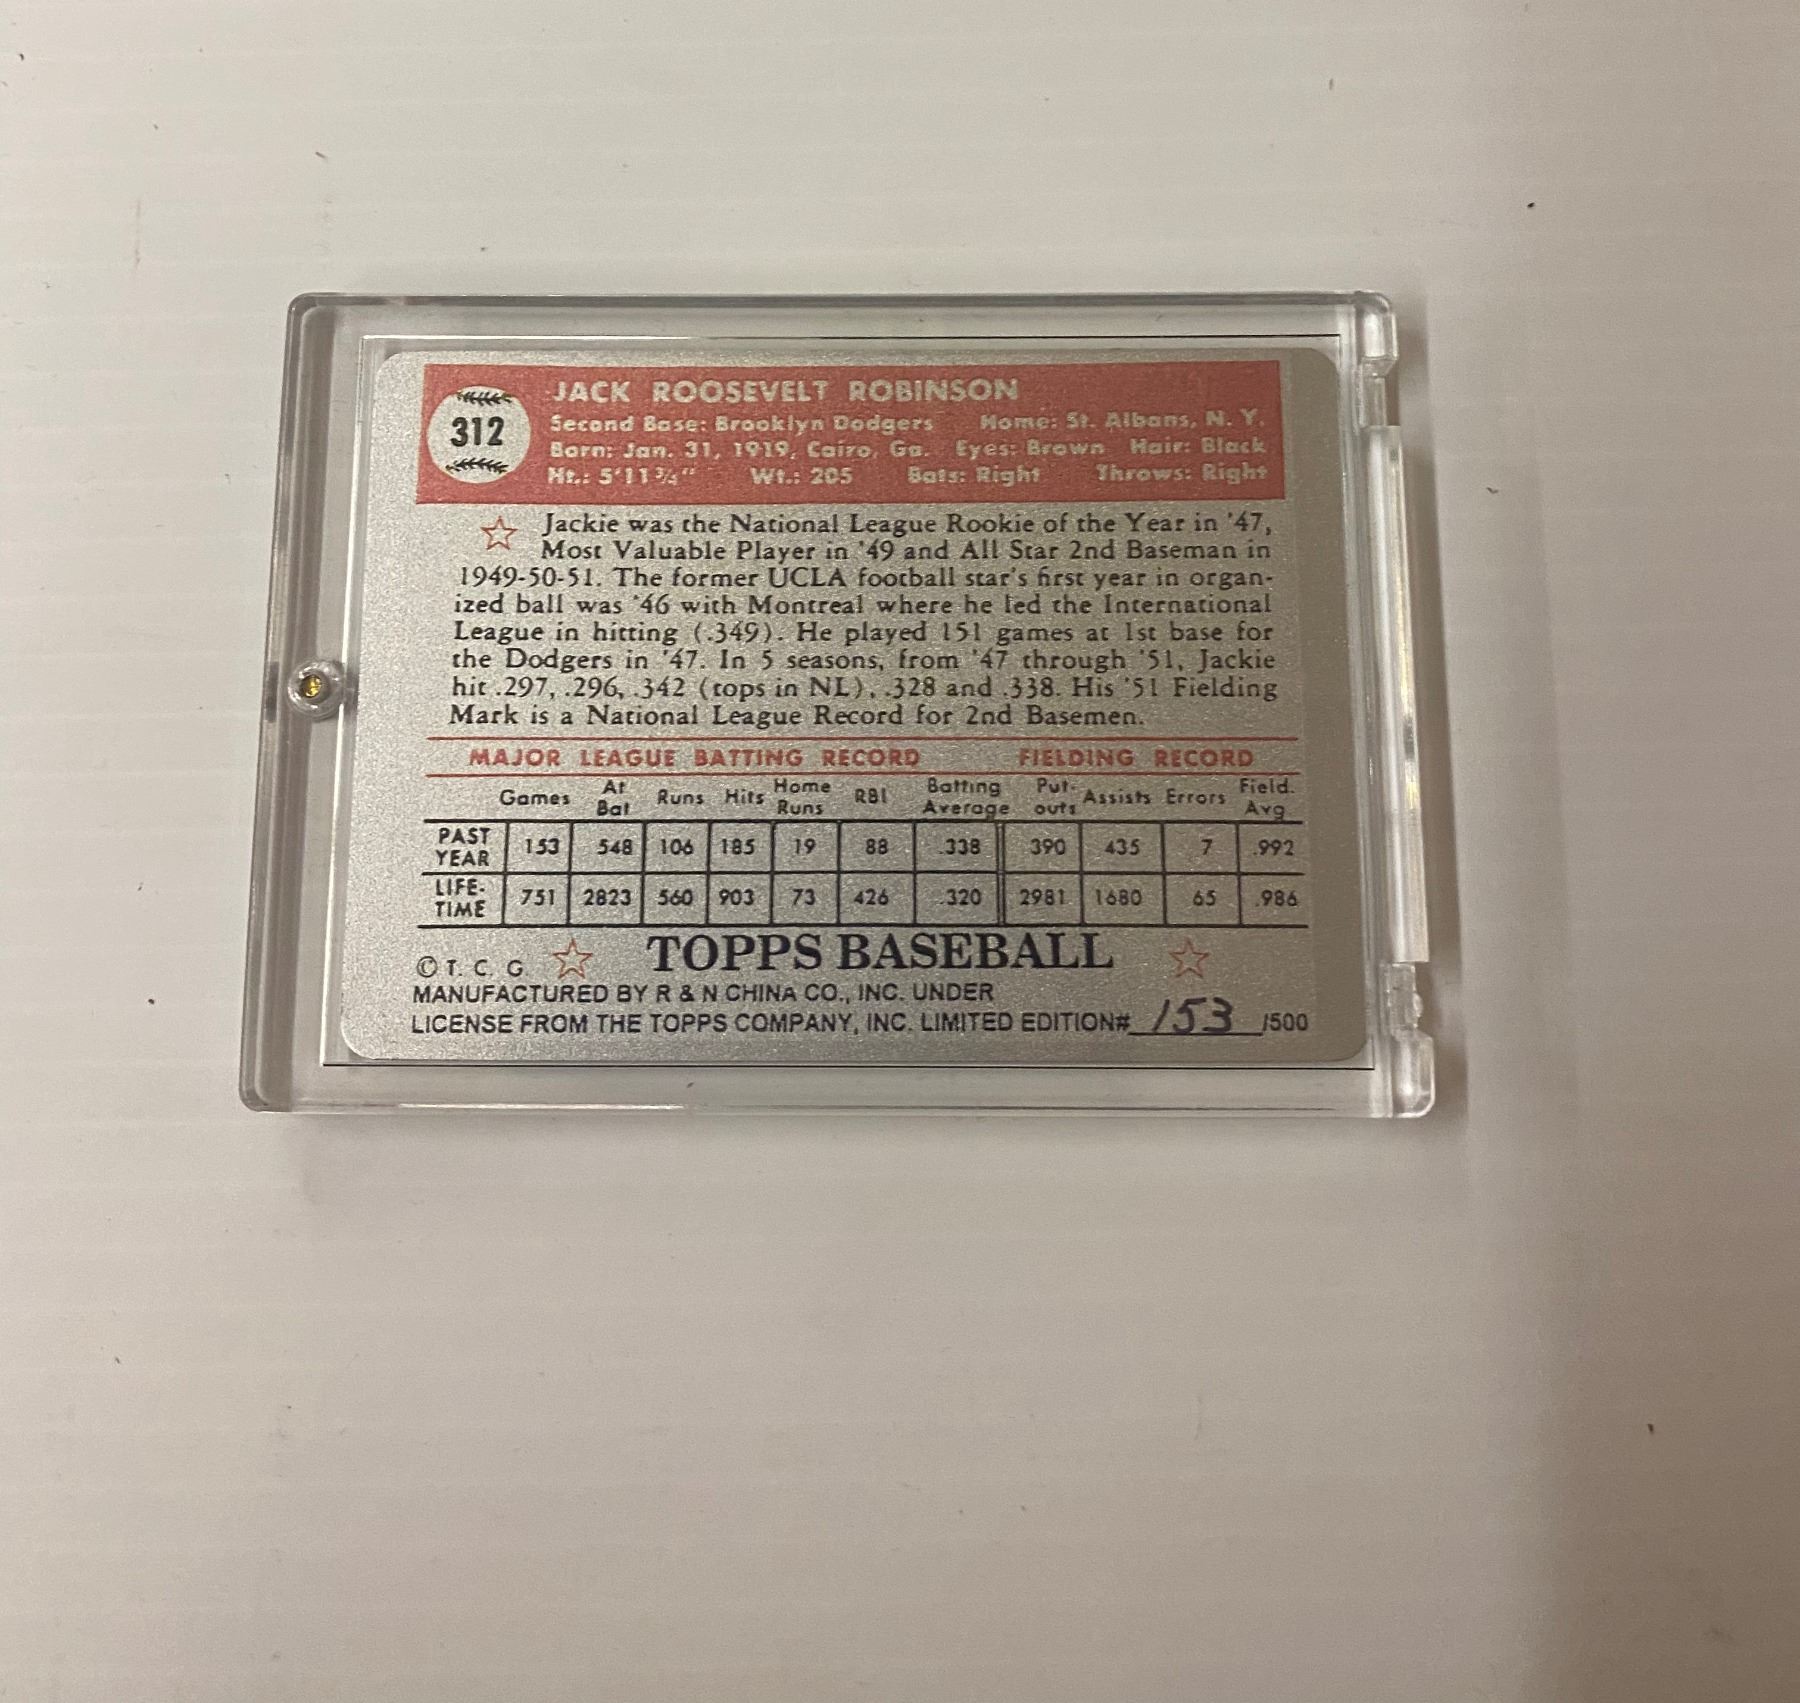 312
JACK ROOSEVELT ROBINSON
Second Base: Brooklyn Dodgers Home: St. Albans, N. Y.
Born: Jan. 31, 1919, Cairo, Ga. Eyes: Brown Hair: Black
Ht.: 5'11¾" Wt.: 205 Bats: Right Throws: Right
Jackie was the National League Rookie of the Year in '47,
Most Valuable Player in '49 and All Star 2nd Baseman in
1949-50-51. The former UCLA football star's first year in organ-
ized ball was '46 with Montreal where he led the International
League in hitting (.349). He played 151 games at 1st base for
the Dodgers in '47. In 5 seasons, from '47 through '51, Jackie
hit .297, .296, .342 (tops in NL), .328 and .338. His '51 Fielding
Mark is a National League Record for 2nd Basemen.
MAJOR LEAGUE BATTING RECORD FIELDING RECORD
Games At Bat Runs Hits Home Runs RBI Batting Average Put-outs Assists Errors Field. Avg
PAST YEAR 153 548 106 185 19 88 .338 390 435 7 .992
LIFE-TIME 751 2823 560 903 73 426 .320 2981 1680 65 .986
© T. C. G TOPPS BASEBALL
MANUFACTURED BY R & N CHINA CO., INC. UNDER
LICENSE FROM THE TOPPS COMPANY, INC. LIMITED EDITION# 153 /500